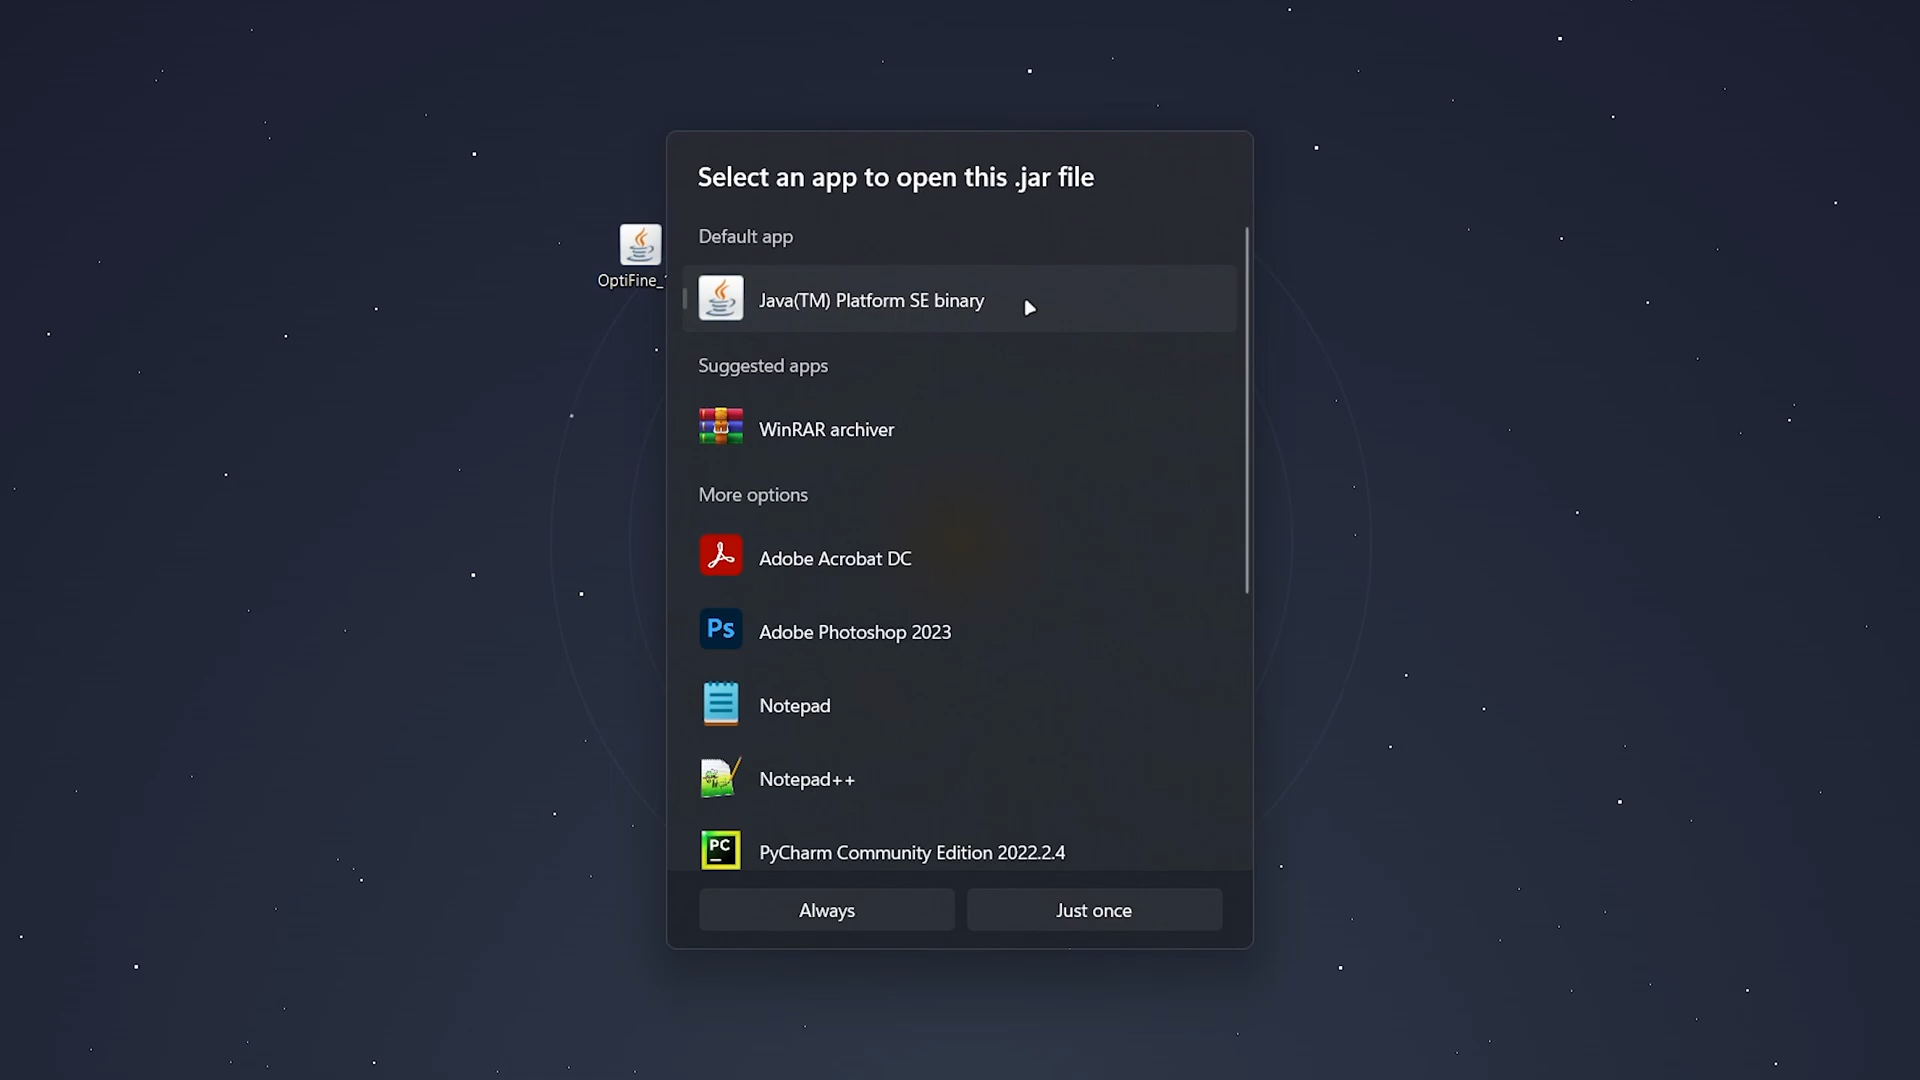 Select an app to open this .jar file
Default app
OptiFine_
Java(TM) Platform SE binary
Suggested apps
WinRAR archiver
More options
Adobe Acrobat DC
Ps
Adobe Photoshop 2023
Notepad
Notepad++
PC
PyCharm Community Edition 2022.2.4
Always
Just once